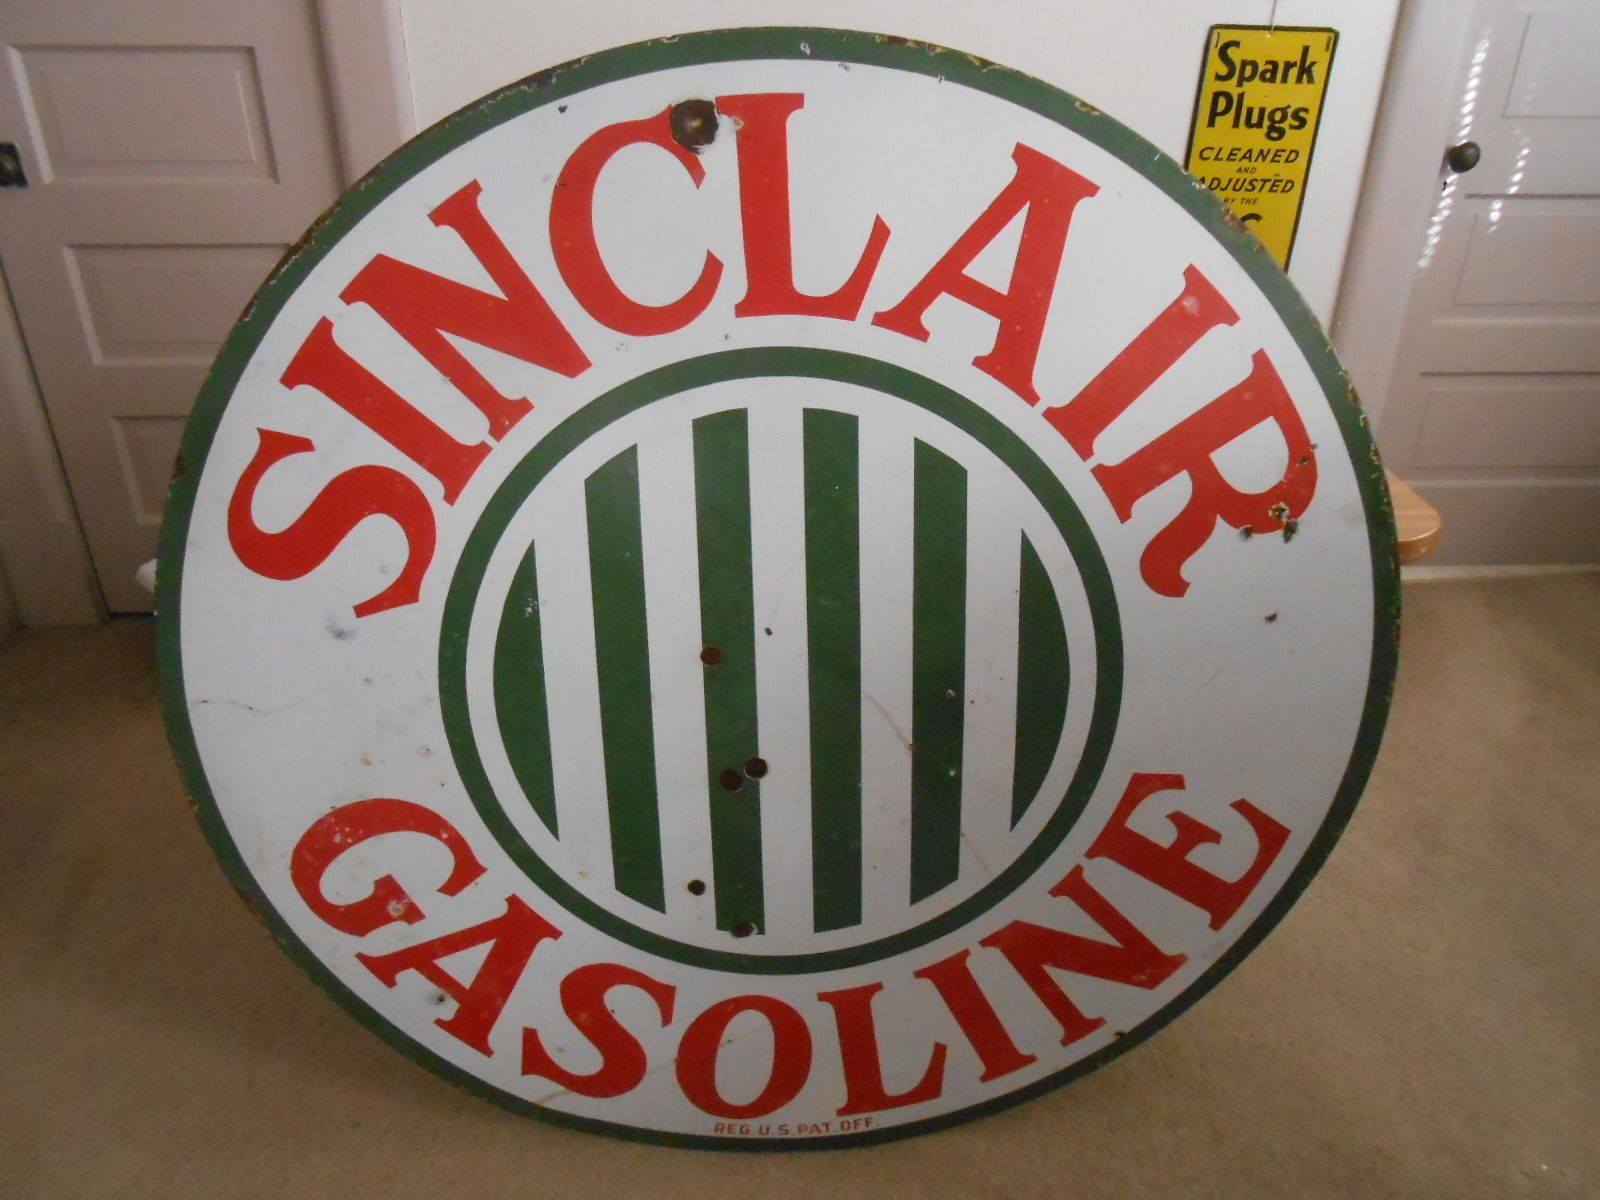 SINCLAIR
GASOLINE
REG. U.S. PAT. OFF.
Spark
Plugs
CLEANED
AND
ADJUSTED
BY THE